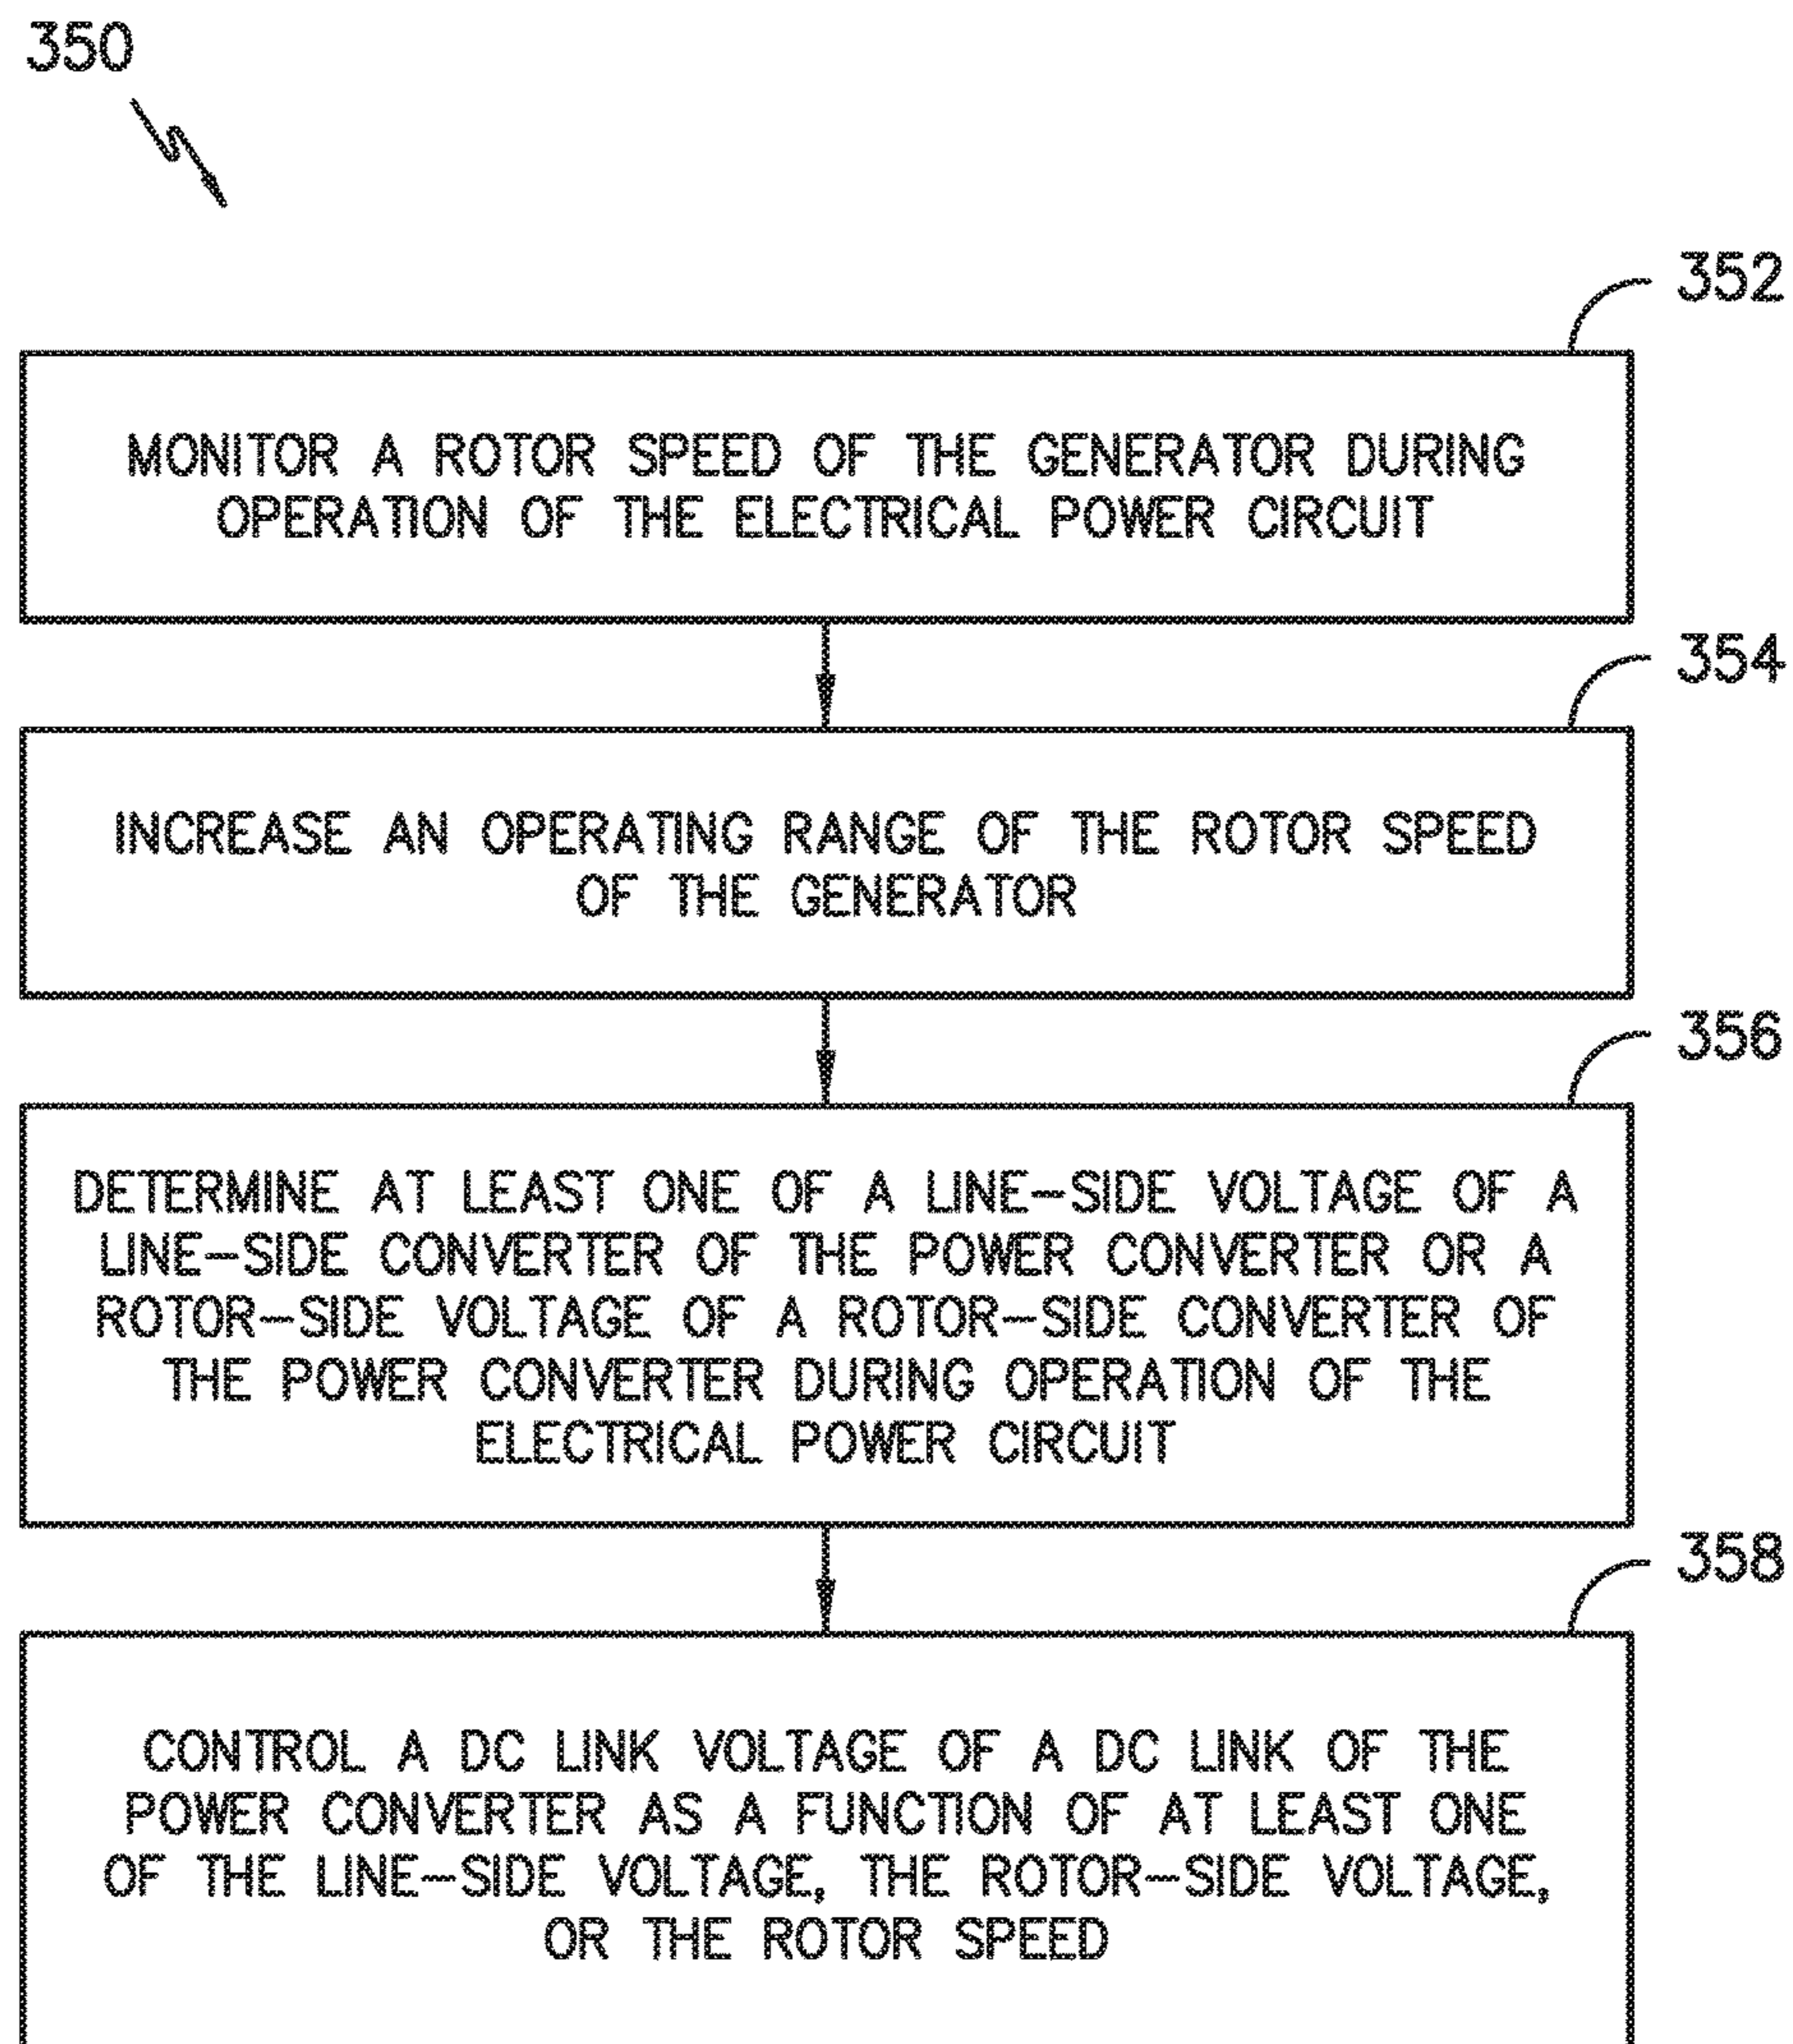 350
352
MONITOR A ROTOR SPEED OF THE GENERATOR DURING
OPERATION OF THE ELECTRICAL POWER CIRCUIT
354
INCREASE AN OPERATING RANGE OF THE ROTOR SPEED
OF THE GENERATOR
356
DETERMINE AT LEAST ONE OF A LINE-SIDE VOLTAGE OF A
LINE-SIDE CONVERTER OF THE POWER CONVERTER OR A
ROTOR-SIDE VOLTAGE OF A ROTOR-SIDE CONVERTER OF
THE POWER CONVERTER DURING OPERATION OF THE
ELECTRICAL POWER CIRCUIT
358
CONTROL A DC LINK VOLTAGE OF A DC LINK OF THE
POWER CONVERTER AS A FUNCTION OF AT LEAST ONE
OF THE LINE-SIDE VOLTAGE, THE ROTOR-SIDE VOLTAGE,
OR THE ROTOR SPEED